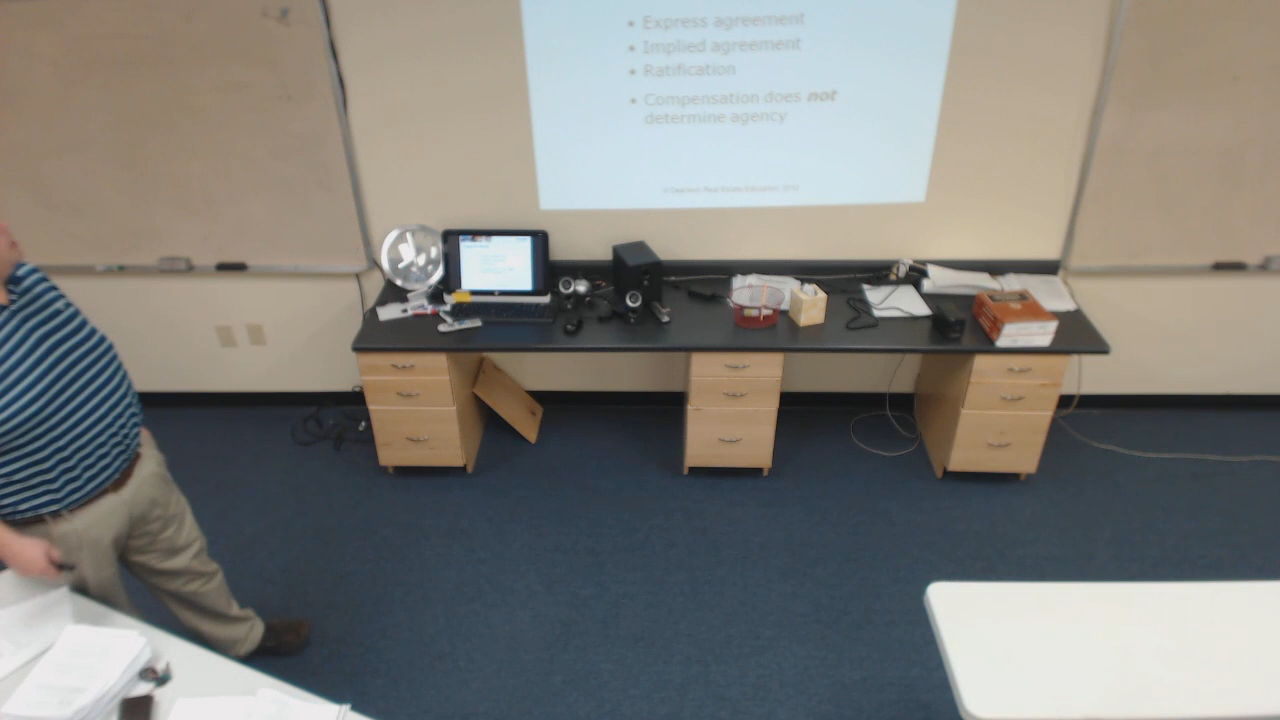 • Express agreement
• Implied agreement
• Ratification
• Compensation does not
determine agency